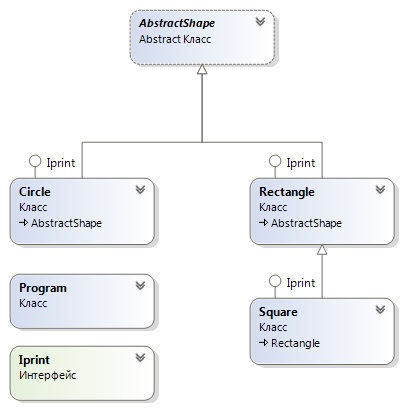 AbstractShape
Abstract Класс
Iprint
Iprint
Circle
Класс
AbstractShape
Rectangle
Класс
AbstractShape
Iprint
Program
Класс
Square
Класс
Rectangle
Iprint
Интерфейс